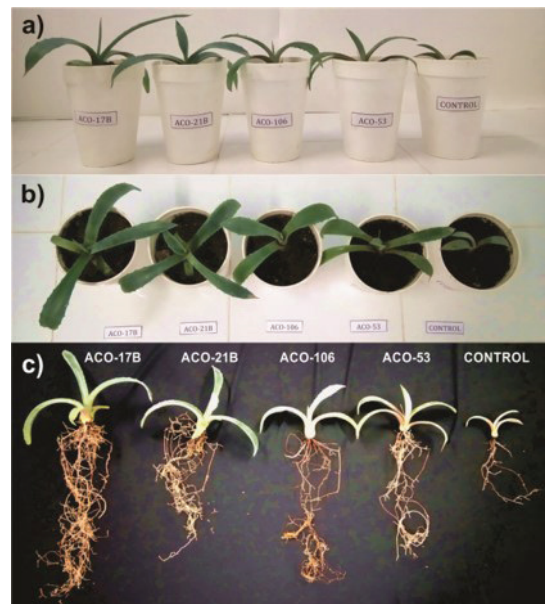 a)
ACO-17B
ACO-21B
ACO-106
ACO-53
CONTROL
b)
ACO-17B
ACO-21B
ACO-106
ACO-53
CONTROL
c)
ACO-17B ACO-21B ACO-106 ACO-53 CONTROL